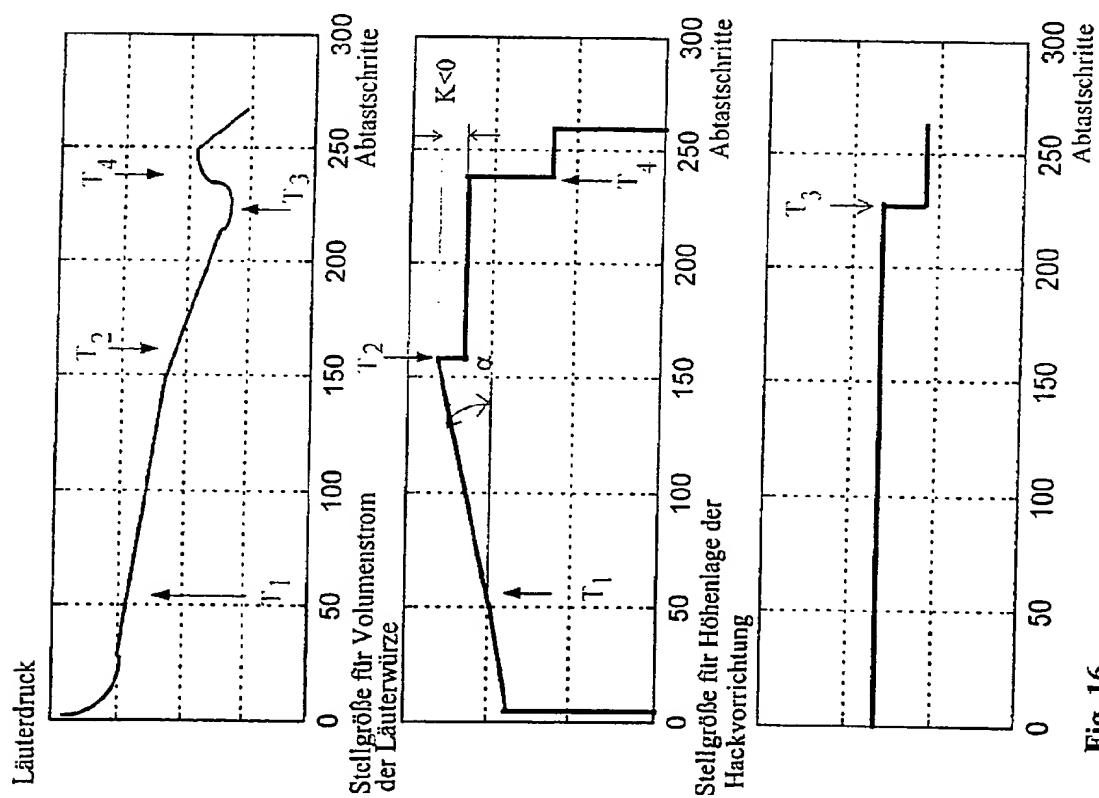 Läuterdruck
T1
T2
T3
T4
0 50 100 150 200 250 300
Abtastschritte
Stellgröße für Volumenstrom
der Läuterwürze
T1
T2
α
K<0
T4
0 50 100 150 200 250 300
Abtastschritte
Stellgröße für Höhenlage der
Hackvorrichtung
T3
0 50 100 150 200 250 300
Abtastschritte
Fig. 16